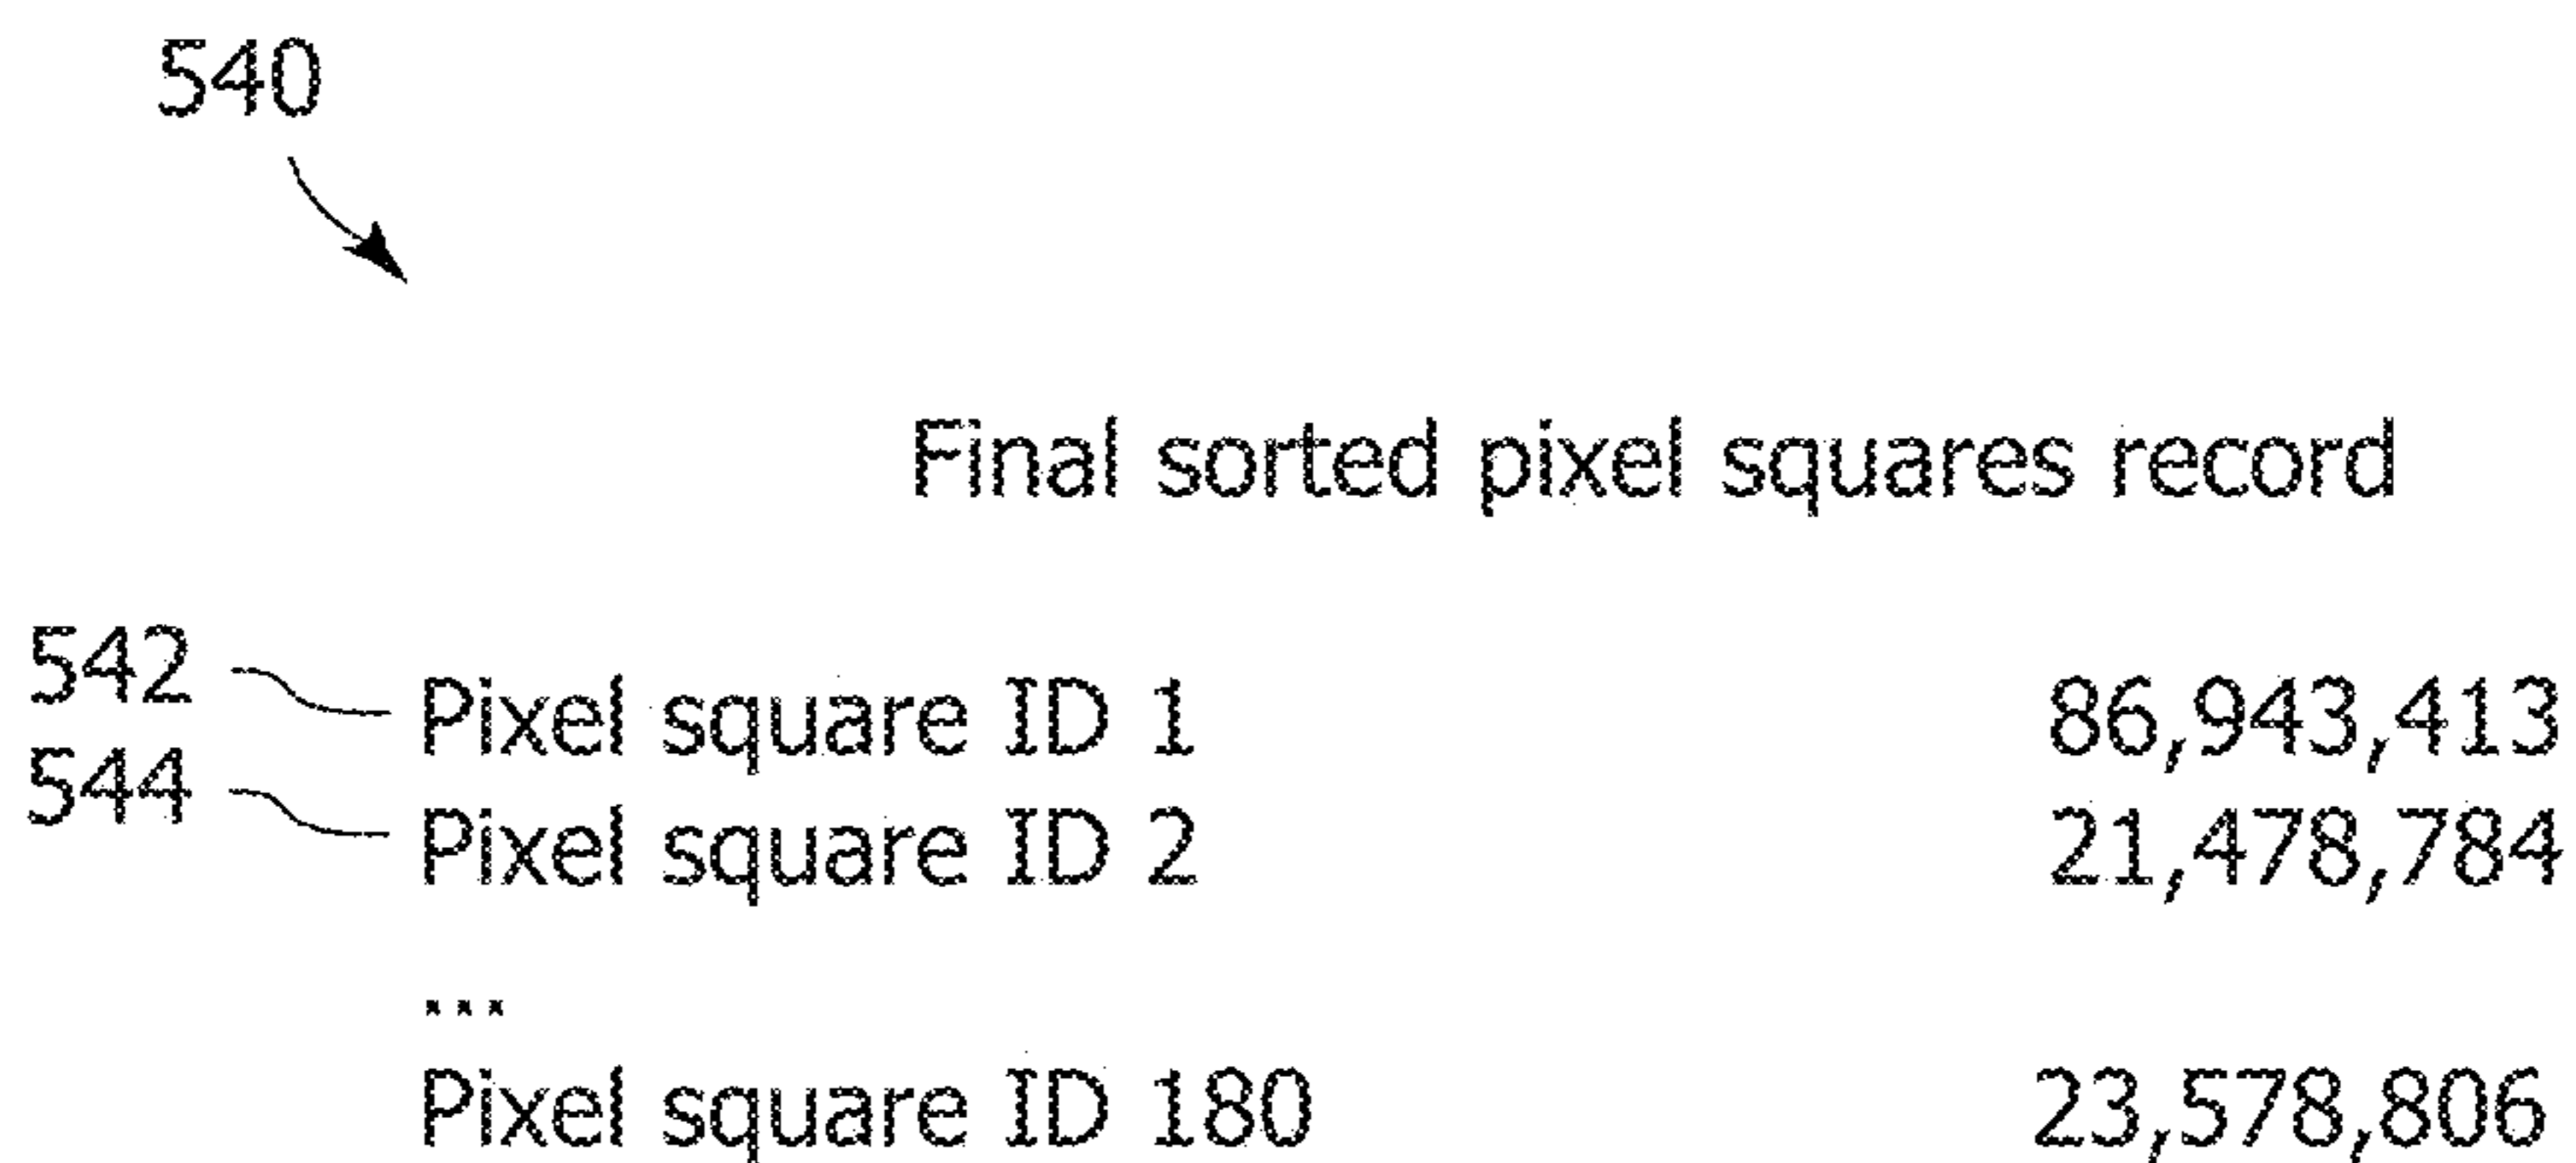 540
Final sorted pixel squares record
542 Pixel square ID 1 86,943,413
544 Pixel square ID 2 21,478,784
...
Pixel square ID 180 23,578,806